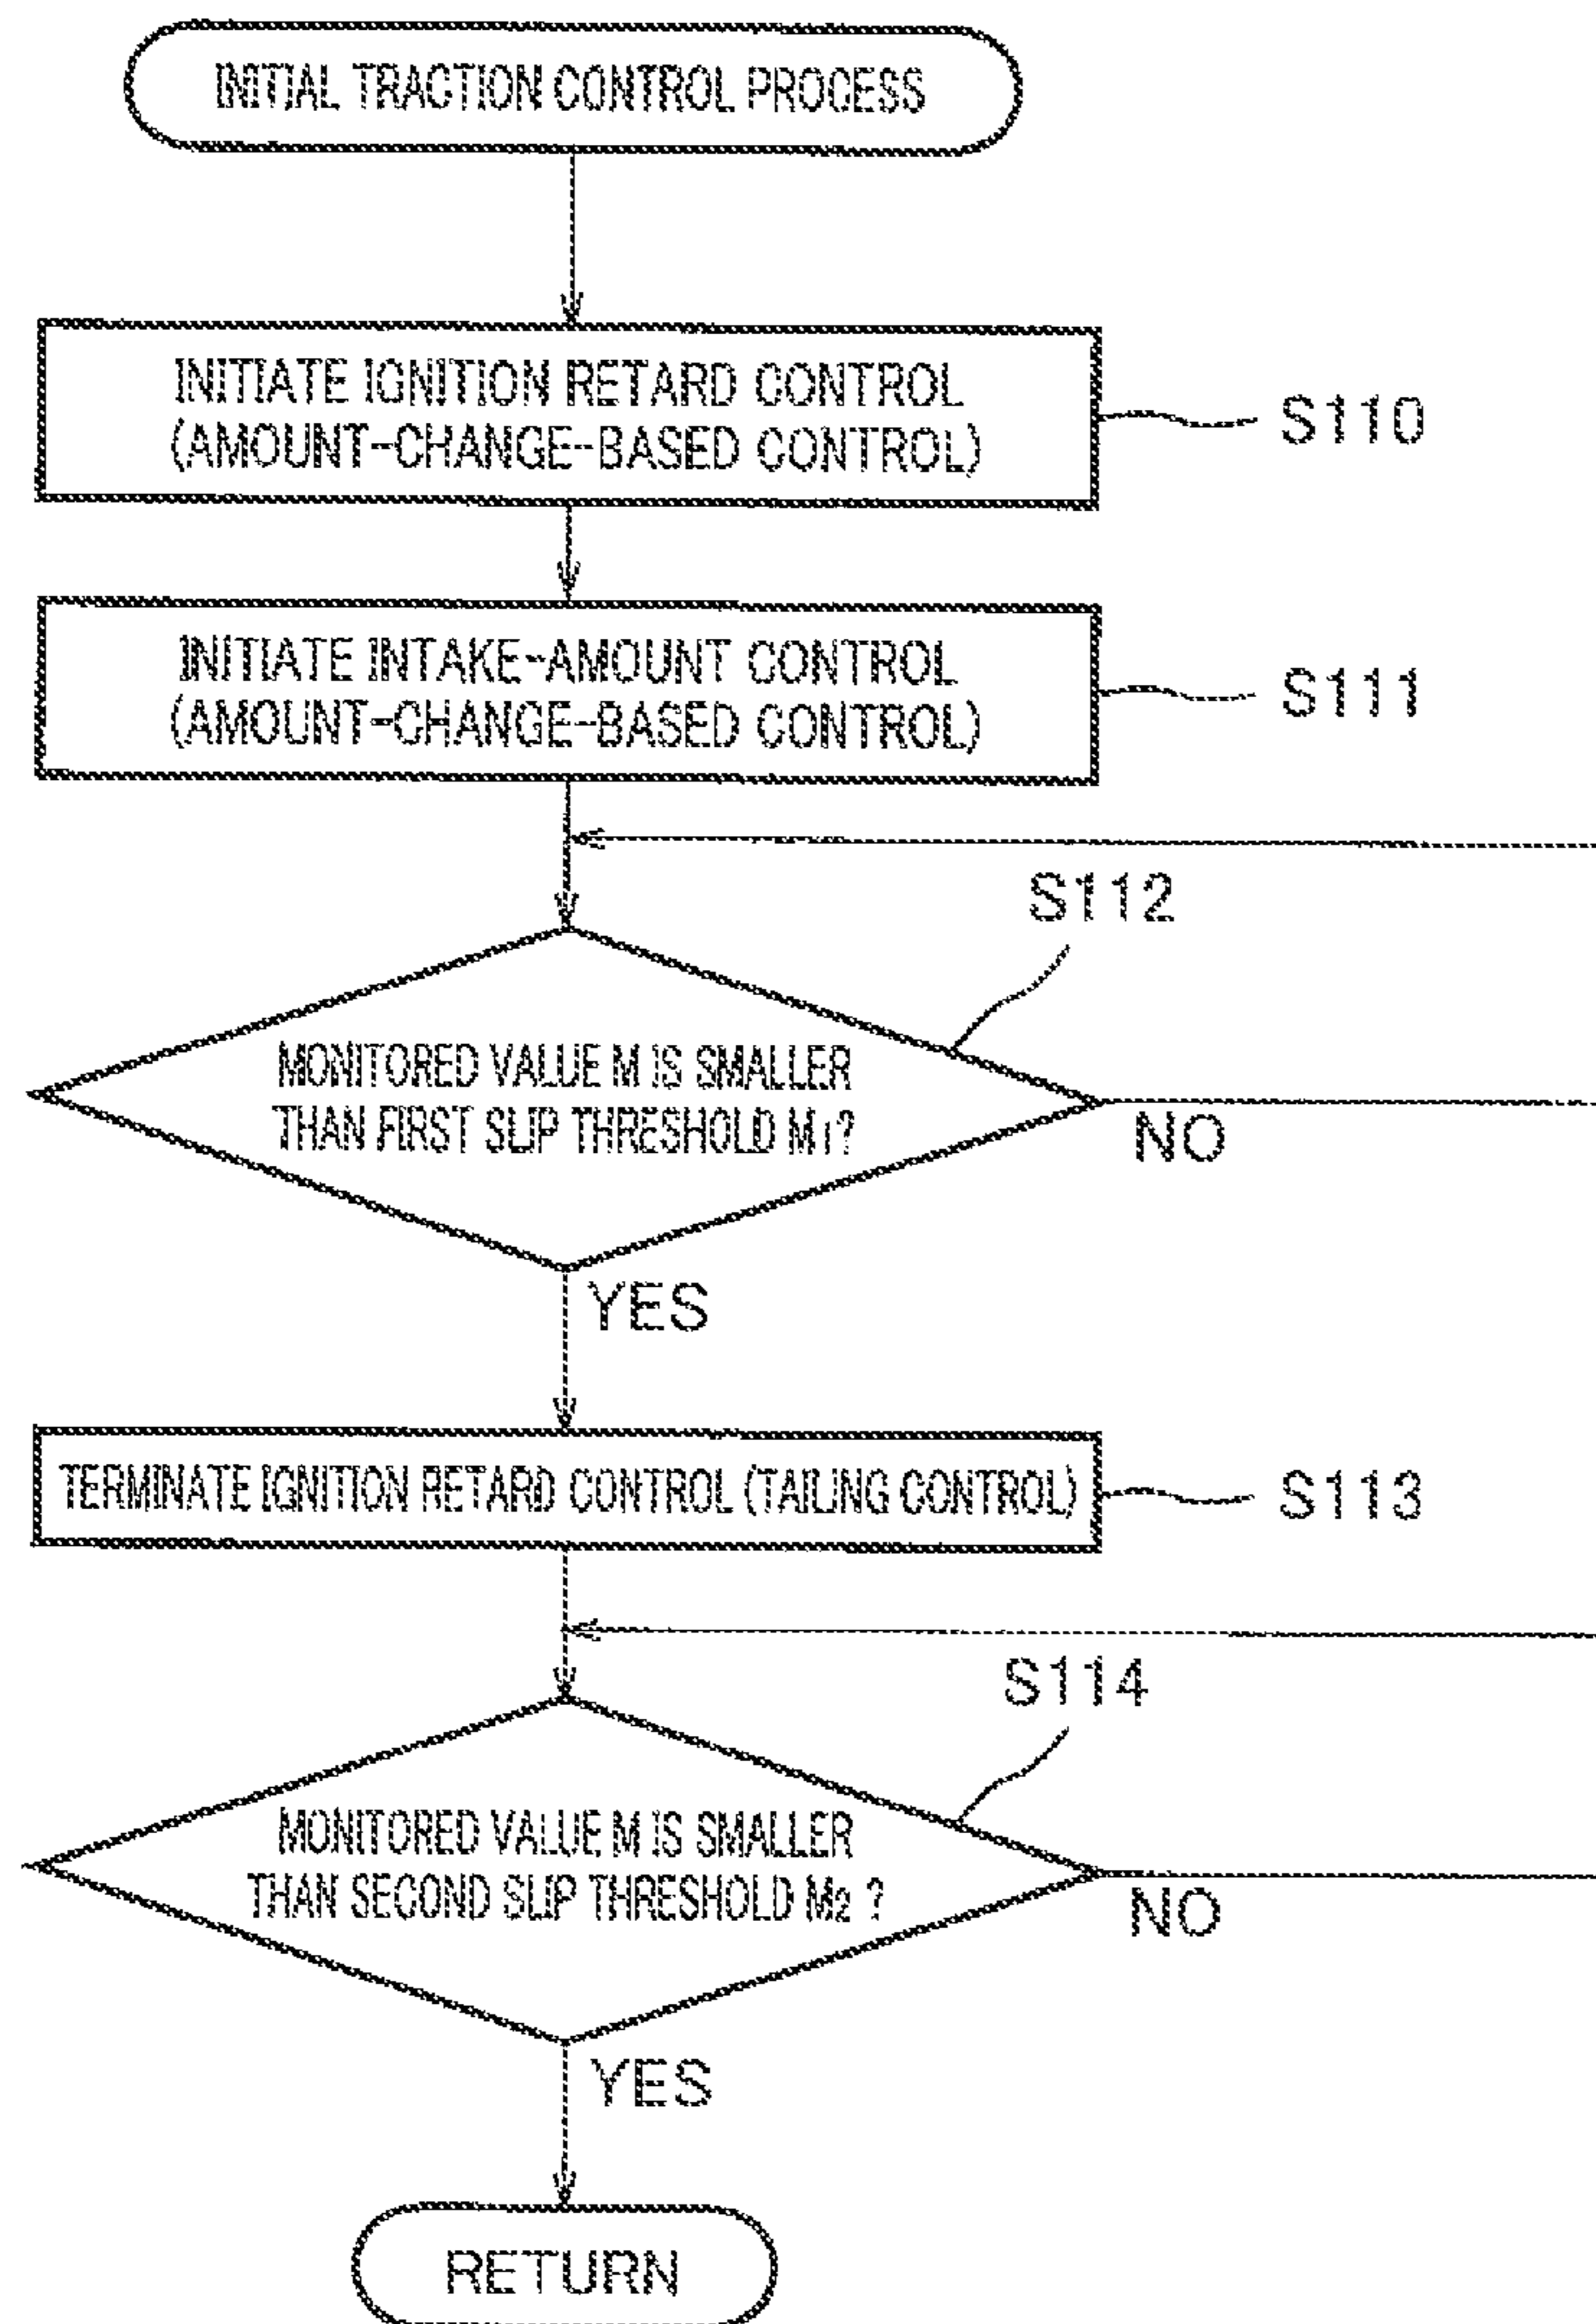 INITIAL TRACTION CONTROL PROCESS
INITIATE IGNITION RETARD CONTROL
(AMOUNT-CHANGE-BASED CONTROL)
S110
INITIATE INTAKE-AMOUNT CONTROL
(AMOUNT-CHANGE-BASED CONTROL)
S111
S112
MONITORED VALUE M IS SMALLER
THAN FIRST SLIP THRESHOLD M1?
NO
YES
TERMINATE IGNITION RETARD CONTROL (TAILING CONTROL)
S113
S114
MONITORED VALUE M IS SMALLER
THAN SECOND SLIP THRESHOLD M2 ?
NO
YES
RETURN